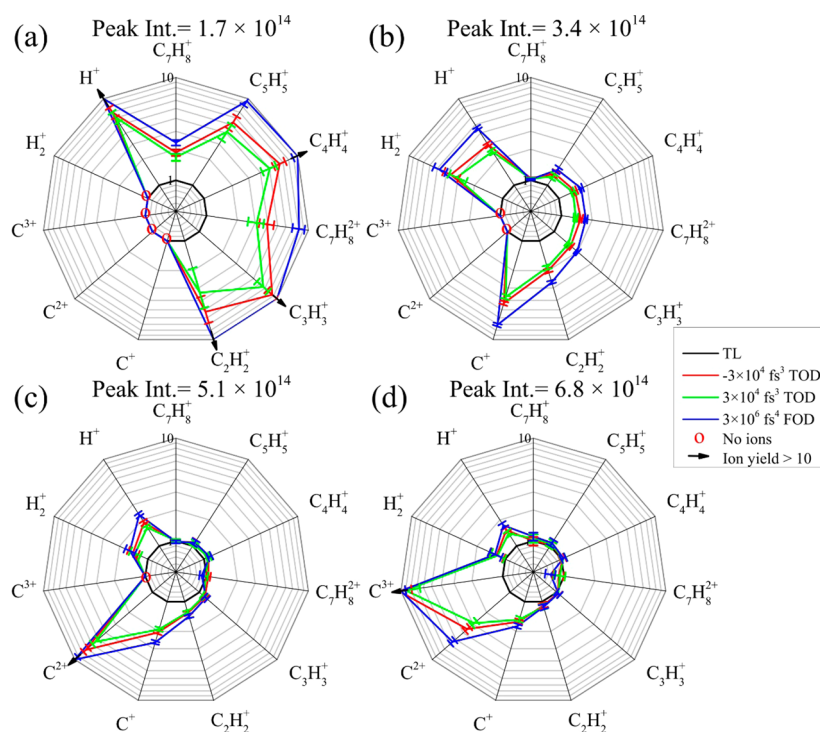 (a) Peak Int.= 1.7 × 10¹⁴
C₇H₈⁺
10
C₅H₅⁺
C₄H₄⁺
C₇H₈²⁺
C₃H₃⁺
C₂H₂⁺
C⁺
C²⁺
C³⁺
H₂⁺
H⁺
1
(b) Peak Int.= 3.4 × 10¹⁴
C₇H₈⁺
10
C₅H₅⁺
C₄H₄⁺
C₇H₈²⁺
C₃H₃⁺
C₂H₂⁺
C⁺
C²⁺
C³⁺
H₂⁺
H⁺
1
TL
-3×10⁴ fs³ TOD
3×10⁴ fs³ TOD
3×10⁶ fs⁴ FOD
No ions
Ion yield > 10
(c) Peak Int.= 5.1 × 10¹⁴
C₇H₈⁺
10
C₅H₅⁺
C₄H₄⁺
C₇H₈²⁺
C₃H₃⁺
C₂H₂⁺
C⁺
C²⁺
C³⁺
H₂⁺
H⁺
(d) Peak Int.= 6.8 × 10¹⁴
C₇H₈⁺
10
C₅H₅⁺
C₄H₄⁺
C₇H₈²⁺
C₃H₃⁺
C₂H₂⁺
C⁺
C²⁺
C³⁺
H₂⁺
H⁺